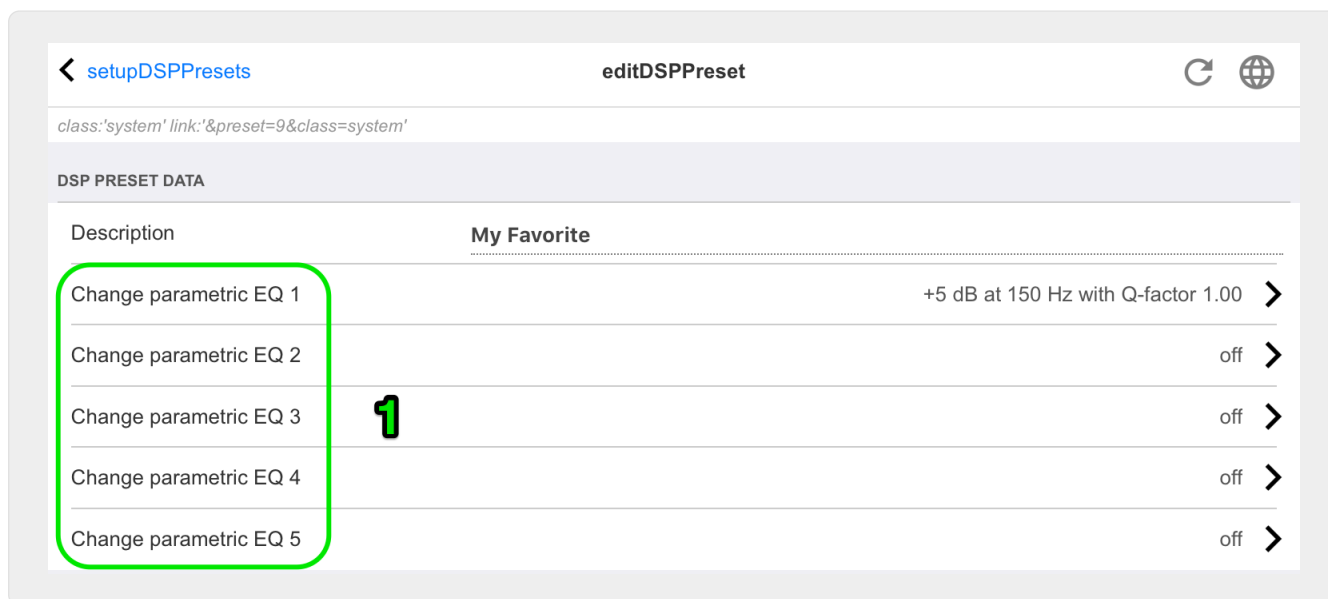 setupDSPPresets editDSPPreset
class:'system' link:'&preset=9&class=system'
DSP PRESET DATA
Description My Favorite
Change parametric EQ 1 +5 dB at 150 Hz with Q-factor 1.00
Change parametric EQ 2 off
Change parametric EQ 3 1 off
Change parametric EQ 4 off
Change parametric EQ 5 off